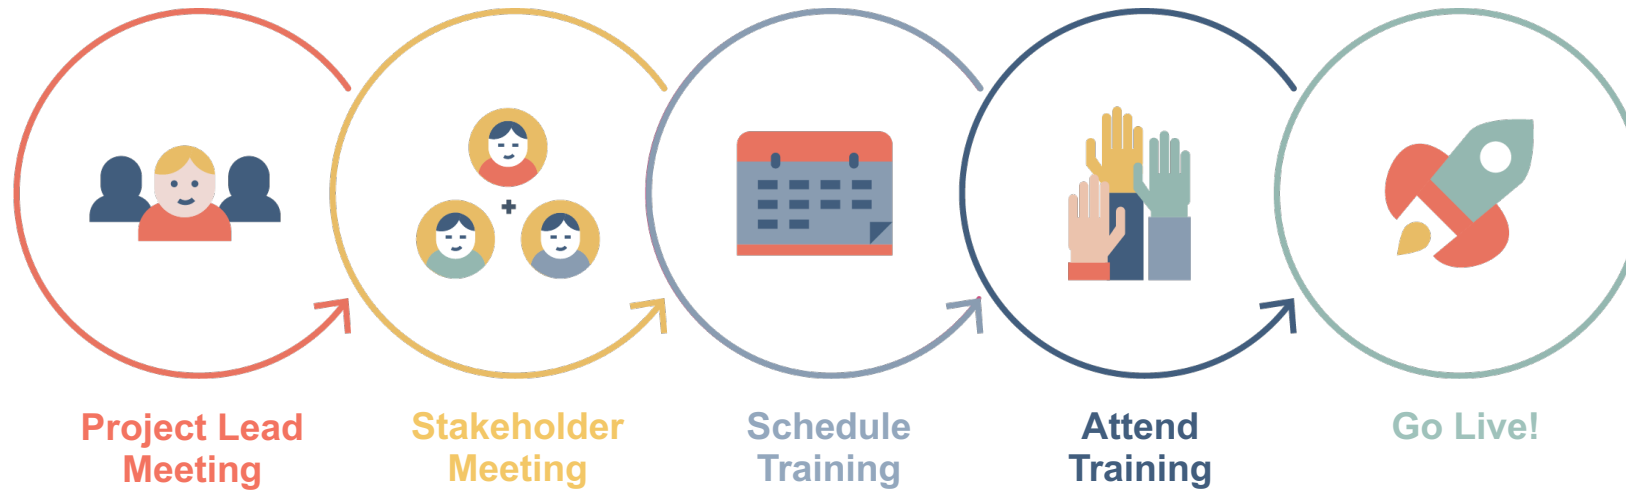 Project Lead
Meeting
Stakeholder
Meeting
Schedule
Training
Attend
Training
Go Live!